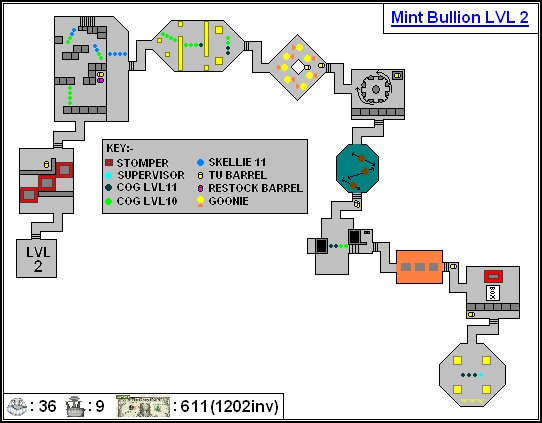 Mint Bullion LVL 2
KEY:-
STOMPER
SUPERVISOR
COG LVL11
COG LVL10
SKELLIE 11
TU BARREL
RESTOCK BARREL
GOONIE
LVL
2
BOX
: 36
: 9
: 611(1202inv)